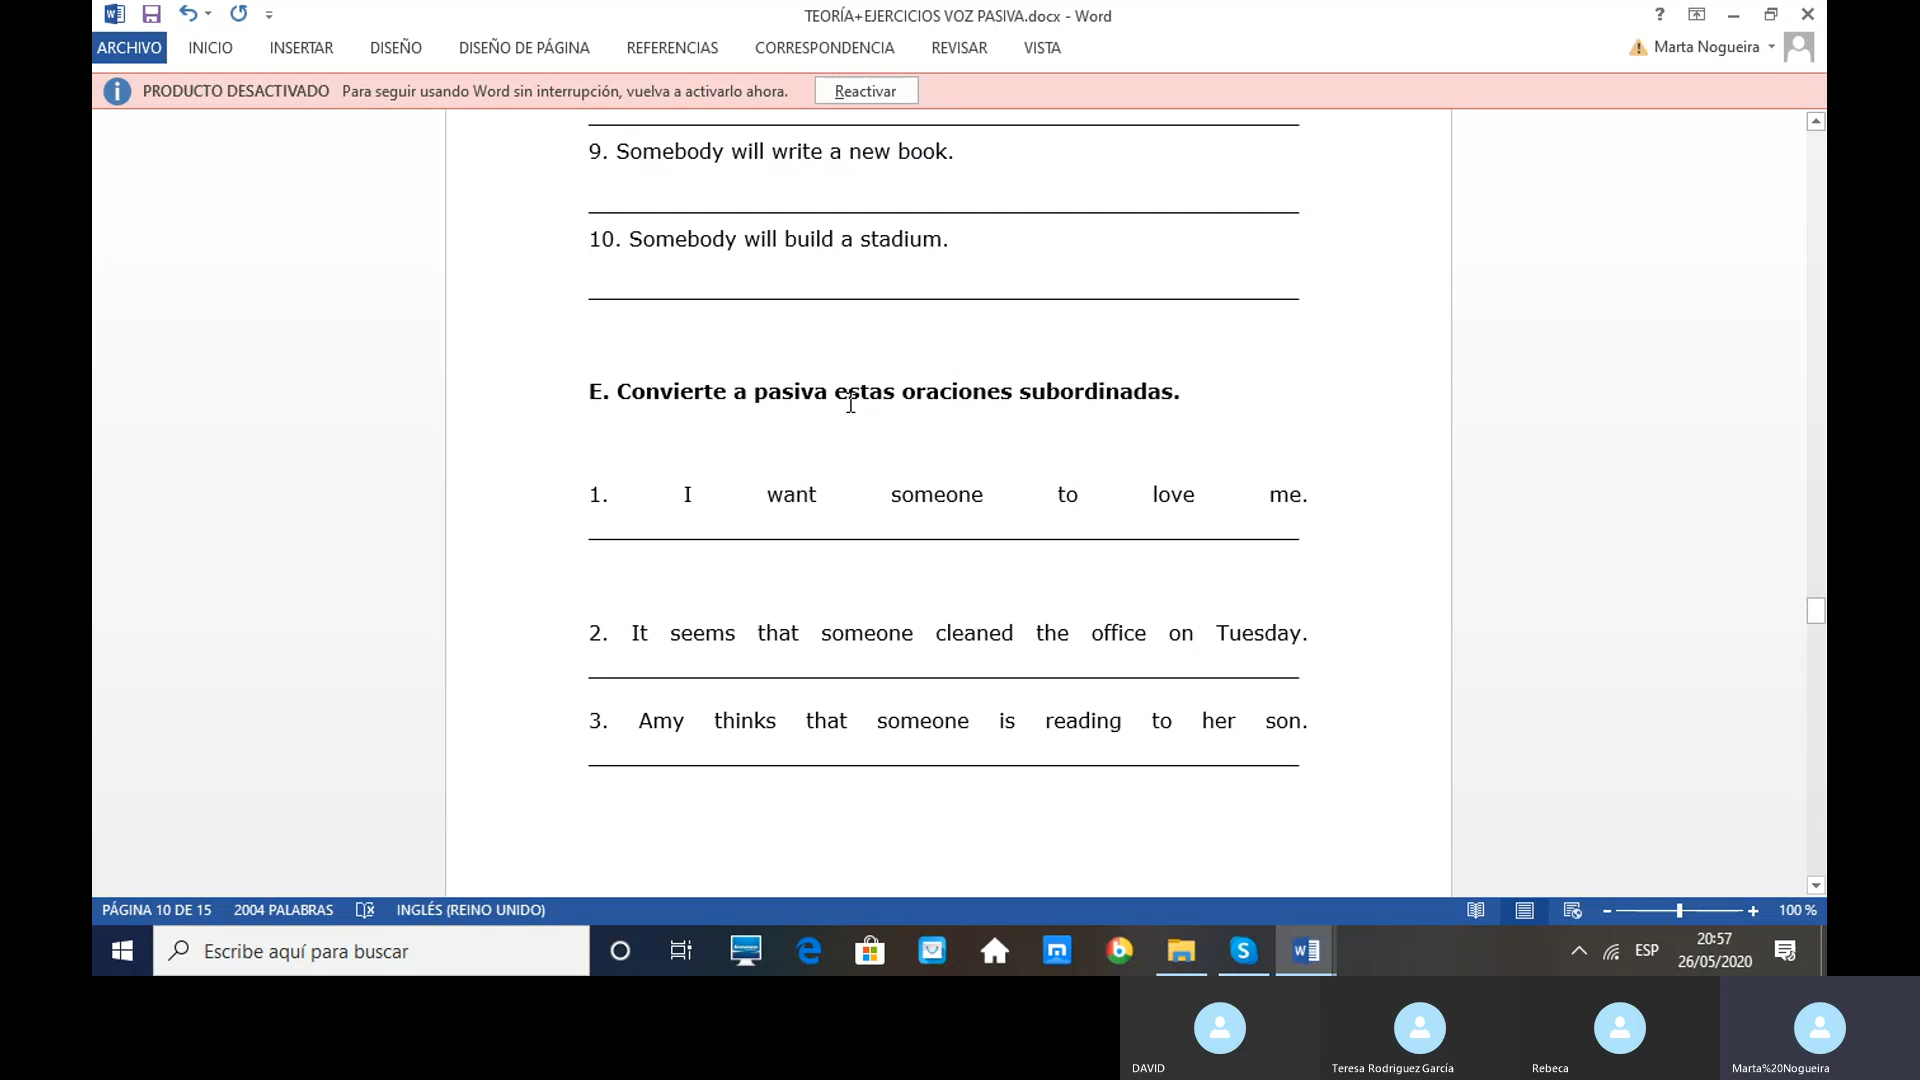 TEORÍA+EJERCICIOS VOZ PASIVA.docx - Word
ARCHIVO INICIO INSERTAR DISEÑO DISEÑO DE PÁGINA REFERENCIAS CORRESPONDENCIA REVISAR VISTA Marta Nogueira
PRODUCTO DESACTIVADO Para seguir usando Word sin interrupción, vuelva a activarlo ahora. Reactivar
9. Somebody will write a new book.
10. Somebody will build a stadium.
E. Convierte a pasiva estas oraciones subordinadas.
1. I want someone to love me.
2. It seems that someone cleaned the office on Tuesday.
3. Amy thinks that someone is reading to her son.
PÁGINA 10 DE 15 2004 PALABRAS INGLÉS (REINO UNIDO) 100 %
Escribe aquí para buscar ESP 20:57
26/05/2020
DAVID Teresa Rodriguez García Rebeca Marta%20Nogueira